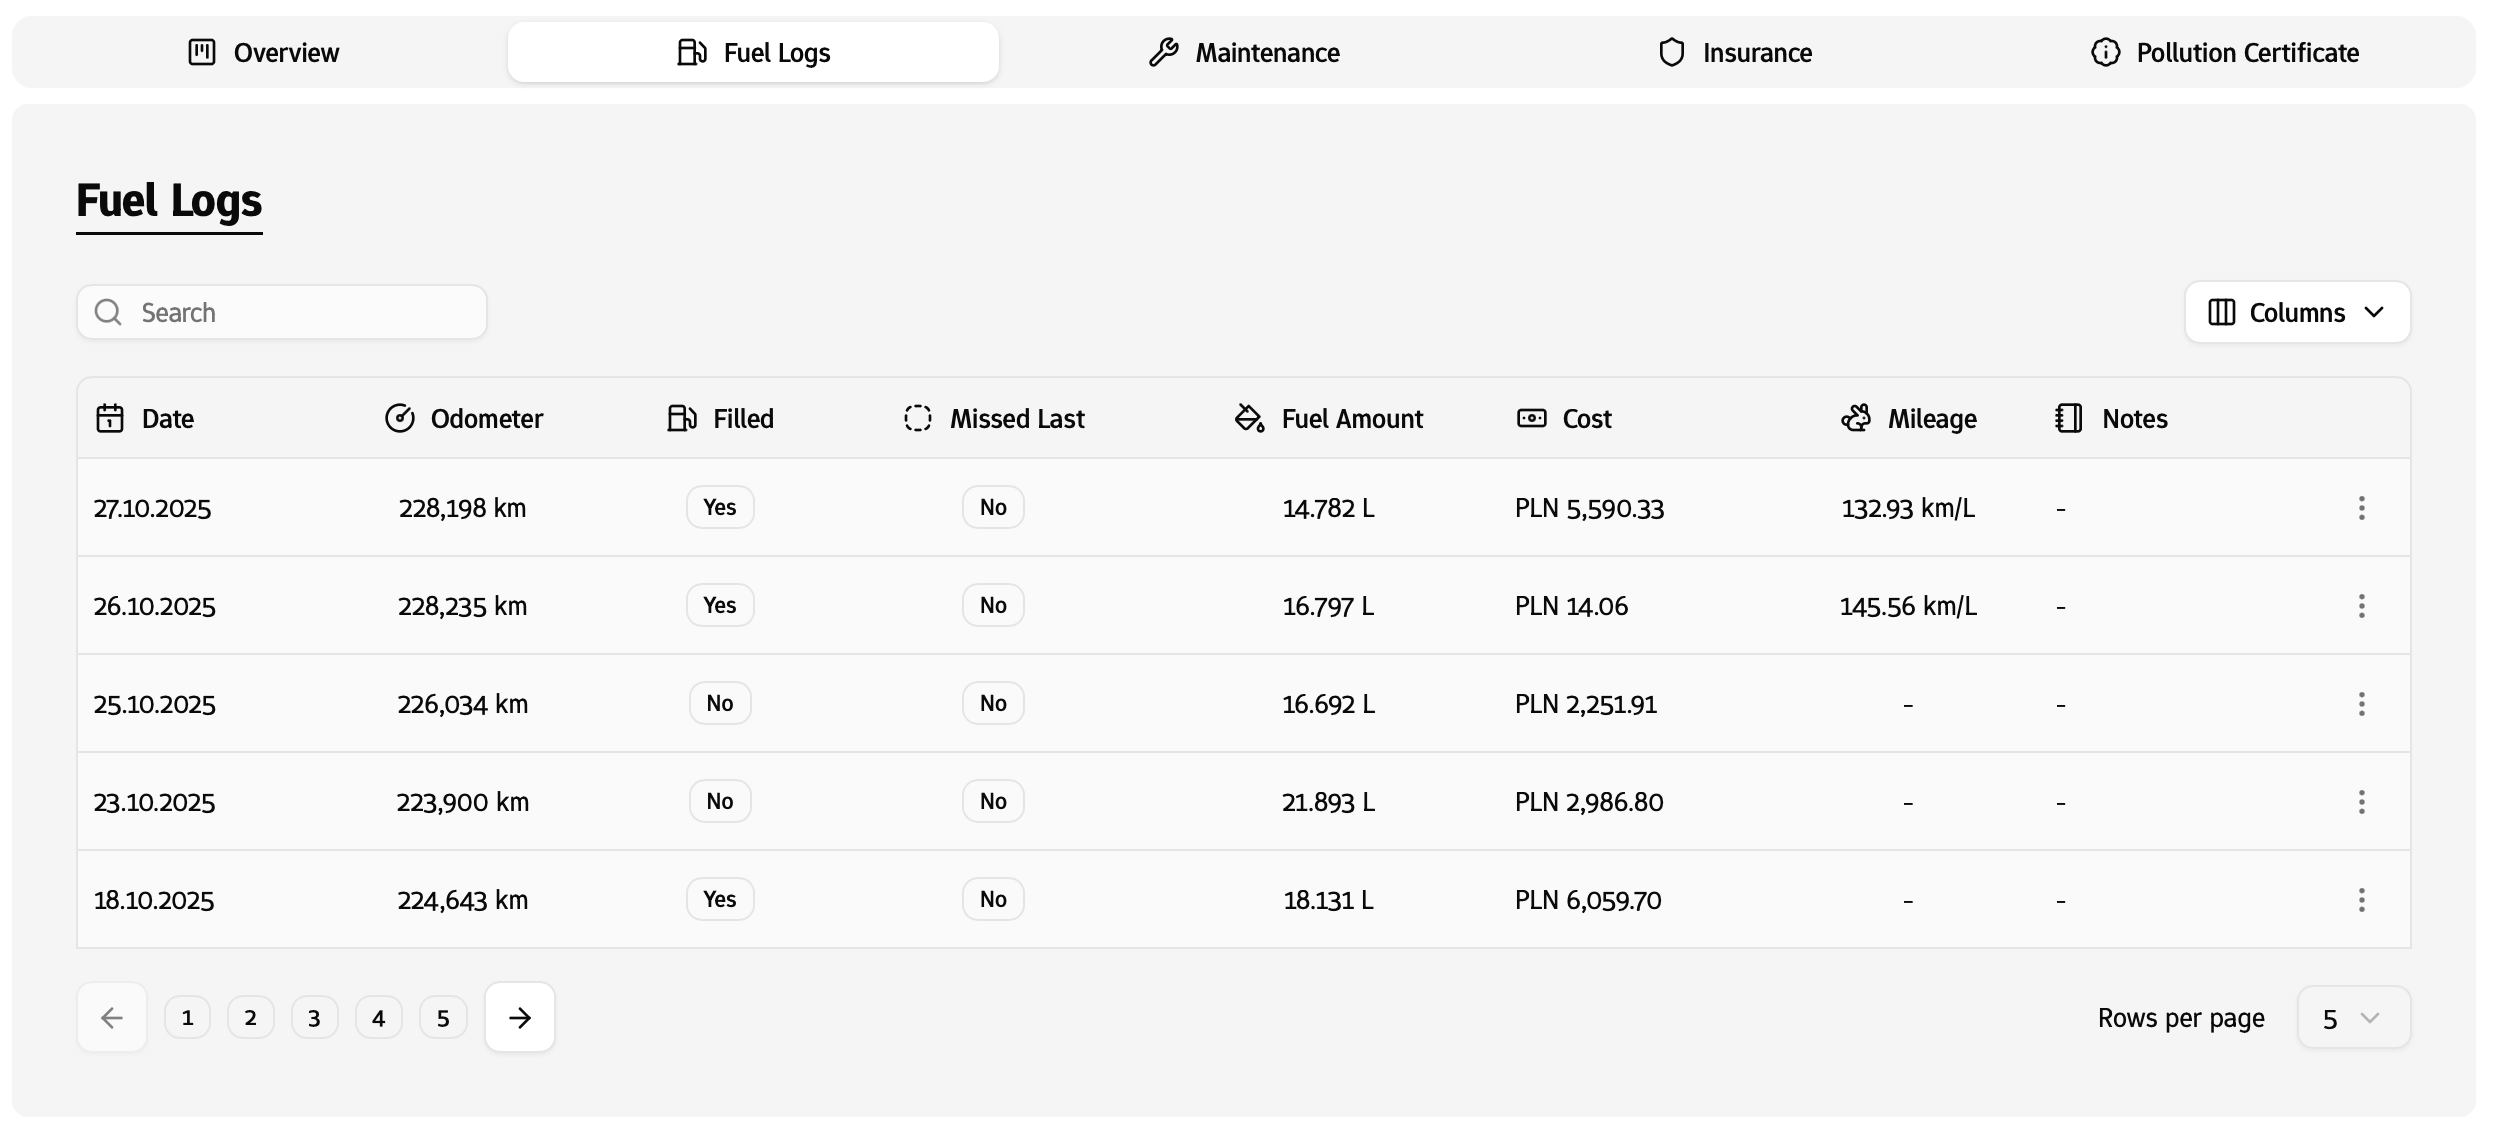 Overview Fuel Logs Maintenance Insurance Pollution Certificate
Fuel Logs
Search Columns
Date Odometer Filled Missed Last Fuel Amount Cost Mileage Notes
27.10.2025 228,198 km Yes No 14.782 L PLN 5,590.33 132.93 km/L -
26.10.2025 228,235 km Yes No 16.797 L PLN 14.06 145.56 km/L -
25.10.2025 226,034 km No No 16.692 L PLN 2,251.91 - -
23.10.2025 223,900 km No No 21.893 L PLN 2,986.80 - -
18.10.2025 224,643 km Yes No 18.131 L PLN 6,059.70 - -
1 2 3 4 5 Rows per page 5